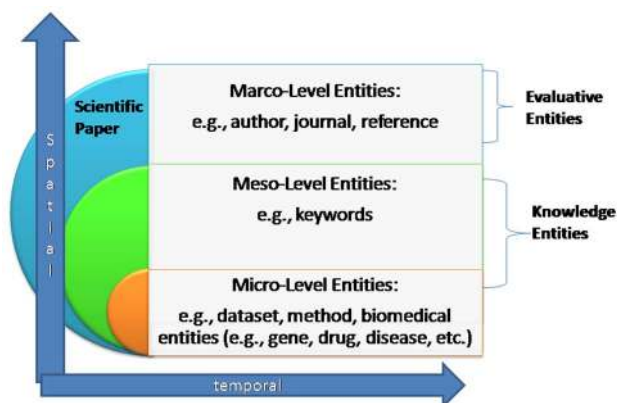 Spatial
Scientific
Paper
Marco-Level Entities:
e.g., author, journal, reference
Evaluative
Entities
Meso-Level Entities:
e.g., keywords
Knowledge
Entities
Micro-Level Entities:
e.g., dataset, method, biomedical
entities (e.g., gene, drug, disease, etc.)
temporal